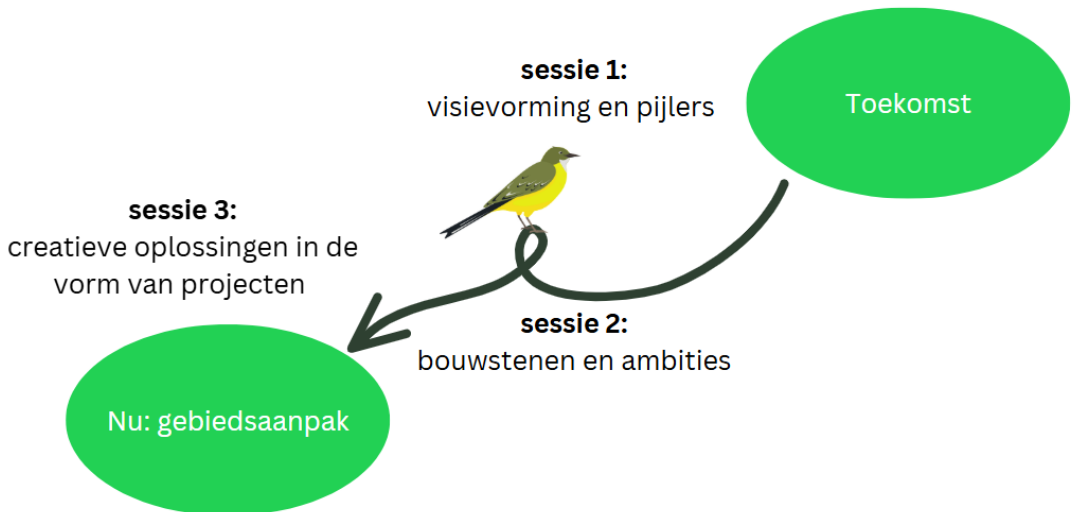 sessie 1:
visievorming en pijlers
Toekomst
sessie 3:
creatieve oplossingen in de
vorm van projecten
sessie 2:
bouwstenen en ambities
Nu: gebiedsaanpak